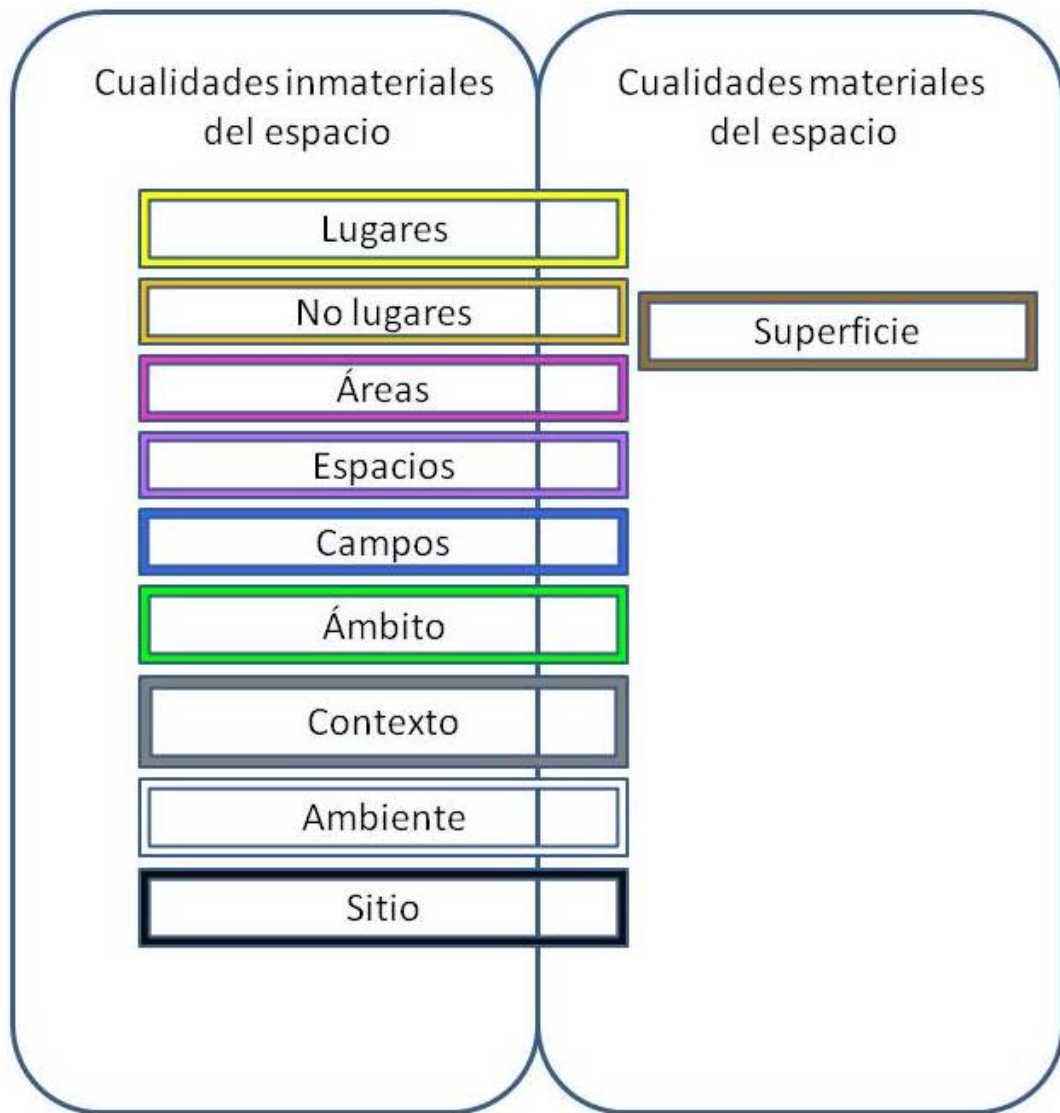 Cualidades inmateriales
del espacio
Cualidades materiales
del espacio
Lugares
No lugares
Superficie
Áreas
Espacios
Campos
Ámbito
Contexto
Ambiente
Sitio